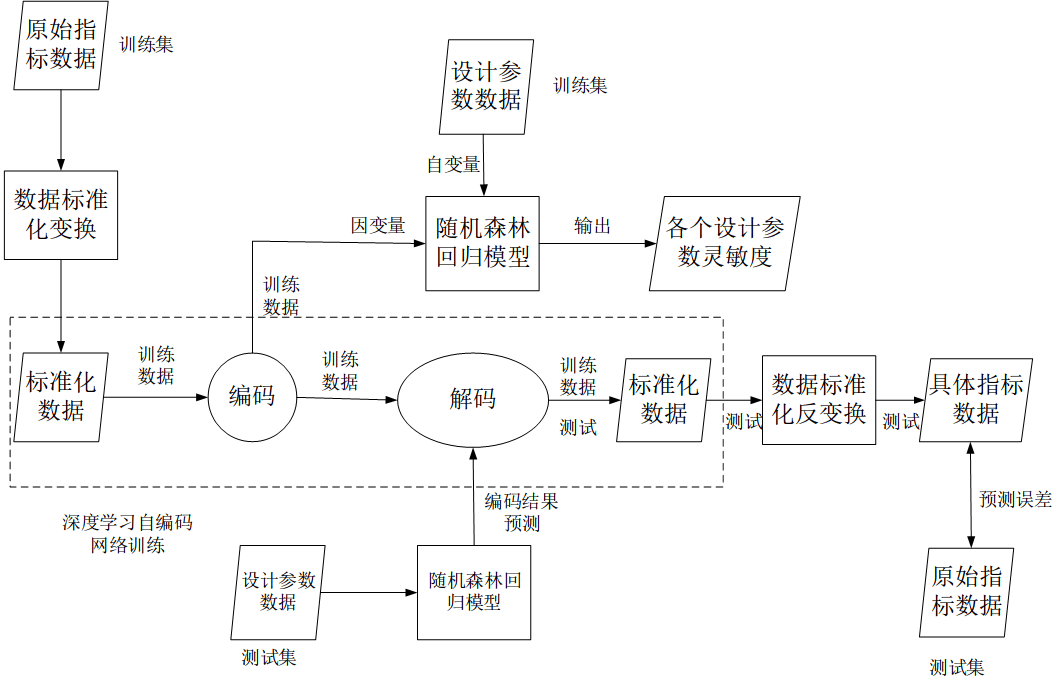 原始指
标数据
训练集
设计参
数数据
训练集
自变量
数据标准
化变换
因变量
随机森林
回归模型
输出
各个设计参
数灵敏度
训练
数据
标准化
数据
训练
数据
编码
训练
数据
解码
训练
数据
测试
标准化
数据
测试
数据标准
化反变换
测试
具体指标
数据
编码结果
预测
预测误差
深度学习自编码
网络训练
设计参数
数据
测试集
随机森林回
归模型
原始指
标数据
测试集